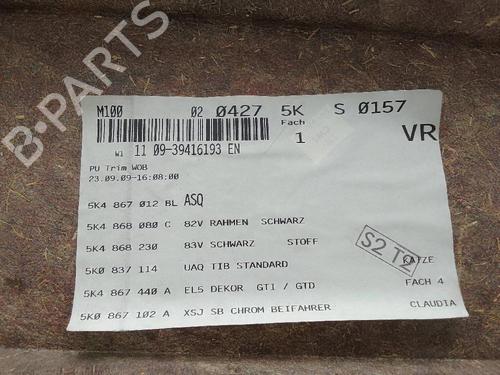 B-PARTS
M100 02 0427 5K S 0157
Fach
1 VR
W1 11 09-39416193 EN
PU Trim WOB
23.09.09-16:08:00
5K4 867 012 BL ASQ
5K4 868 080 C 82V RAHMEN SCHWARZ
5K4 868 230 83V SCHWARZ STOFF
S2 T2
5K0 837 114 UAQ TIB STANDARD KATZE
5K4 867 440 A EL5 DEKOR GTI / GTD FACH 4
5K0 867 102 A XSJ SB CHROM BEIFAHRER CLAUDIA